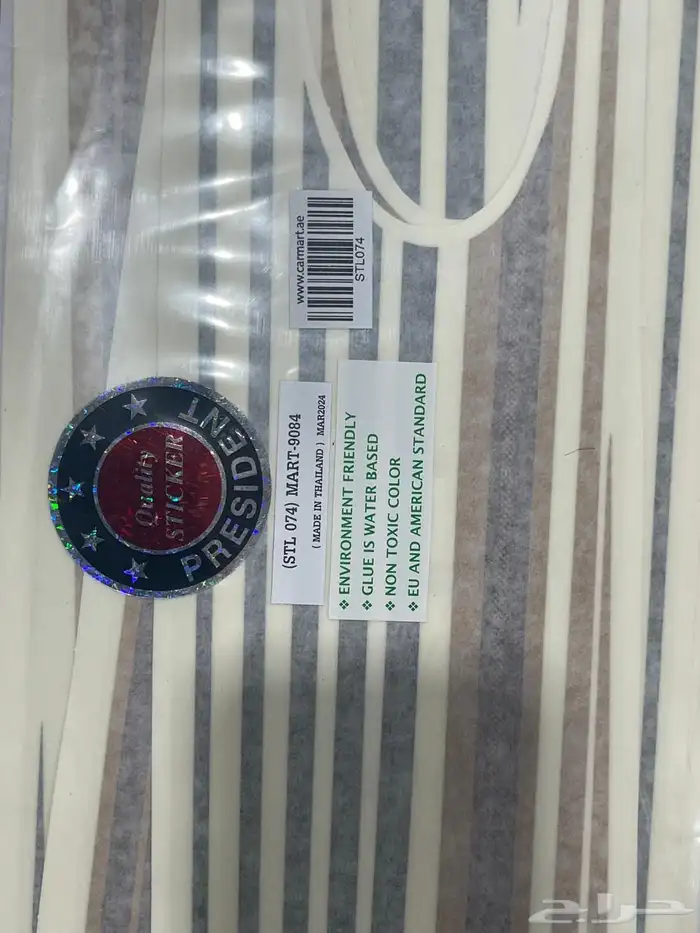 www.carmart.ae
STL074
PRESIDENT
Quality
STICKER
(STL 074) MART-9084
( MADE IN THAILAND ) MAR2024
❖ ENVIRONMENT FRIENDLY
❖ GLUE IS WATER BASED
❖ NON TOXIC COLOR
❖ EU AND AMERICAN STANDARD
حراج